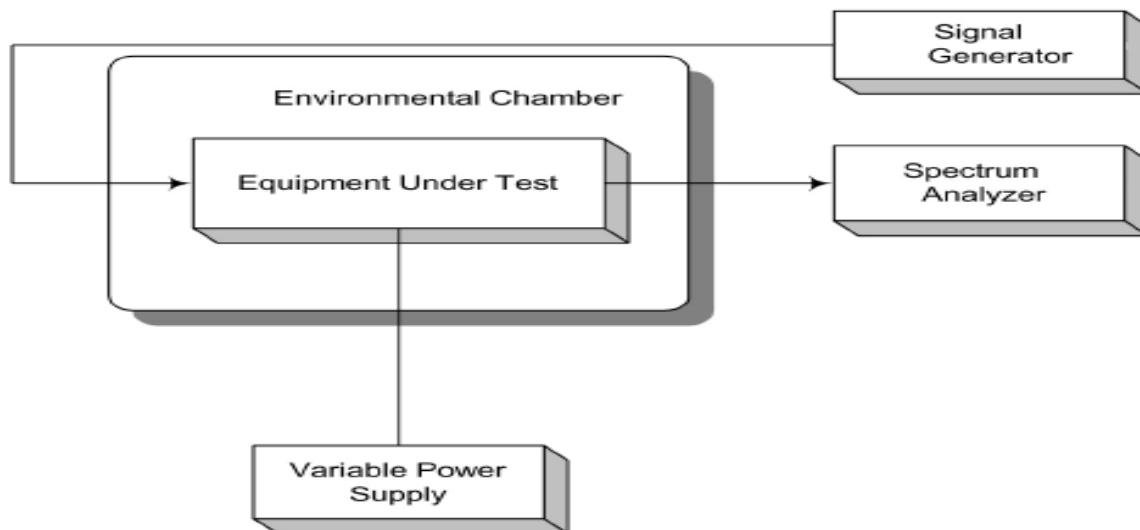 Signal
Generator
Environmental Chamber
Equipment Under Test
Spectrum
Analyzer
Variable Power
Supply